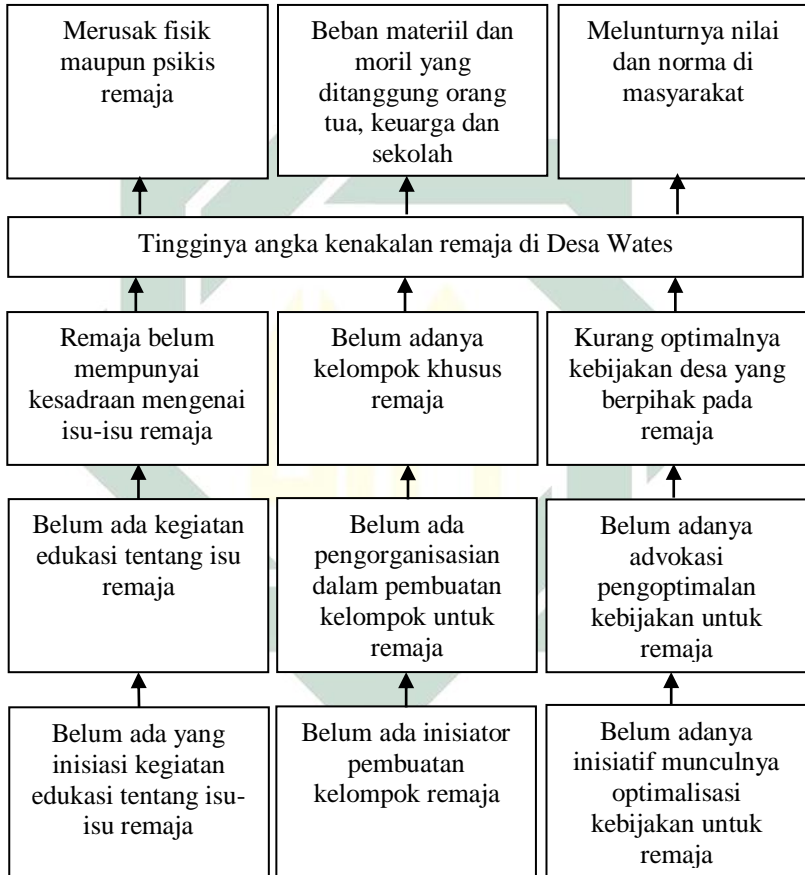 Merusak fisik
maupun psikis
remaja
Beban materiil dan
moril yang
ditanggung orang
tua, keuarga dan
sekolah
Melunturnya nilai
dan norma di
masyarakat
Tingginya angka kenakalan remaja di Desa Wates
Remaja belum
mempunyai
kesadraan mengenai
isu-isu remaja
Belum adanya
kelompok khusus
remaja
Kurang optimalnya
kebijakan desa yang
berpihak pada
remaja
Belum ada kegiatan
edukasi tentang isu
remaja
Belum ada
pengorganisasian
dalam pembuatan
kelompok untuk
remaja
Belum adanya
advokasi
pengoptimalan
kebijakan untuk
remaja
Belum ada yang
inisiasi kegiatan
edukasi tentang isu-
isu remaja
Belum ada inisiator
pembuatan
kelompok remaja
Belum adanya
inisiatif munculnya
optimalisasi
kebijakan untuk
remaja